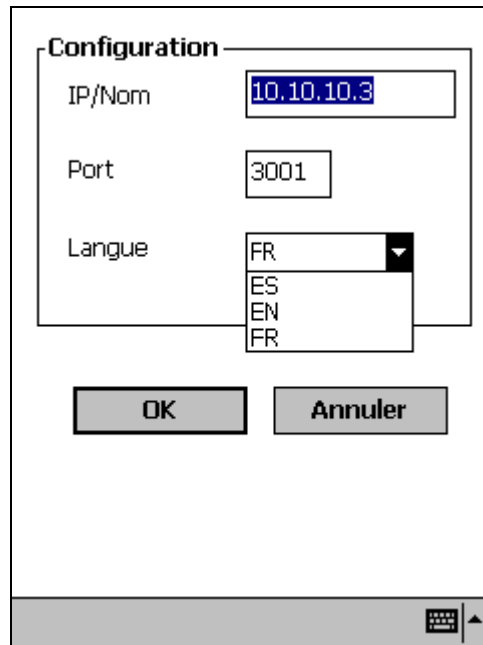 Configuration
IP/Nom 10.10.10.3
Port 3001
Langue FR
ES
EN
FR
OK Annuler